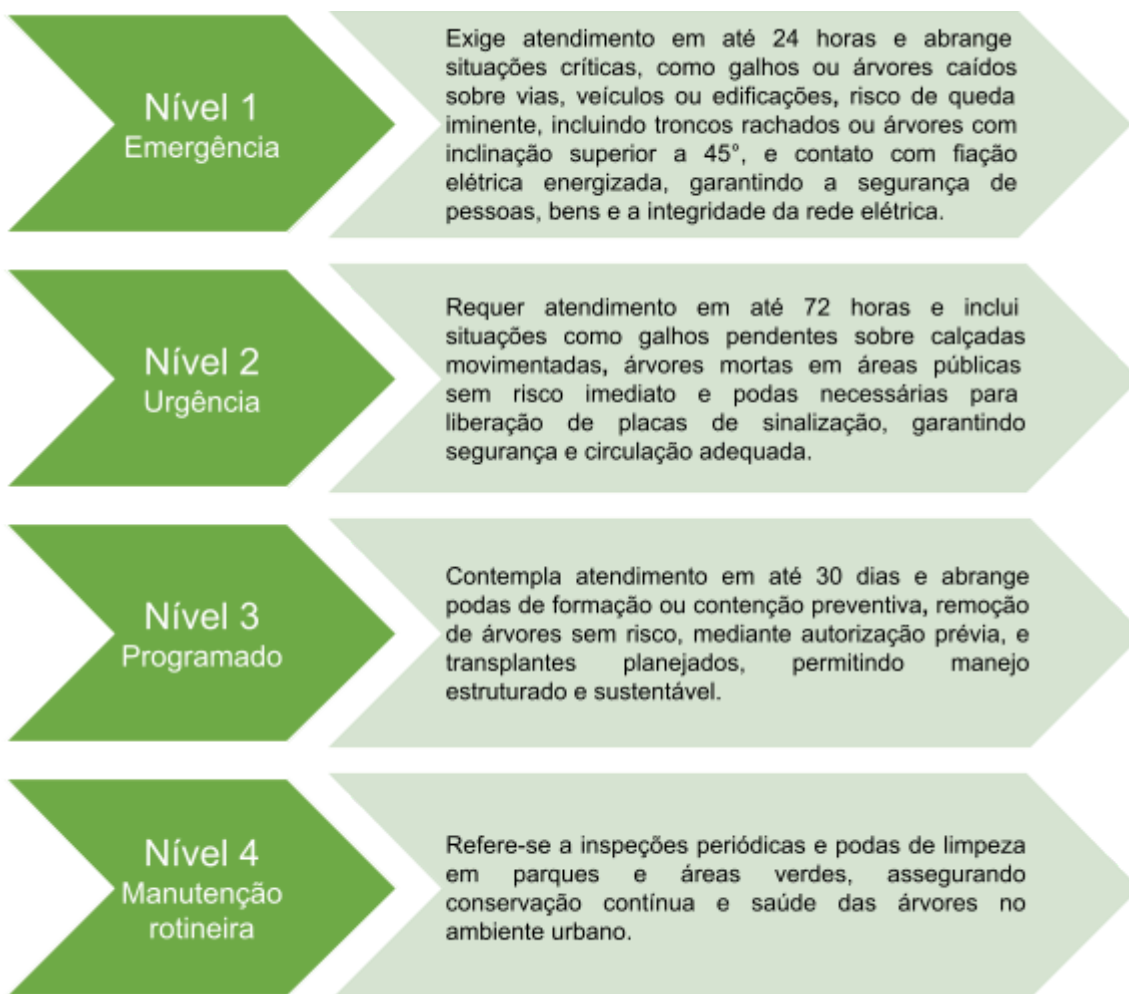 Nível 1
Emergência
Exige atendimento em até 24 horas e abrange
situações críticas, como galhos ou árvores caídos
sobre vias, veículos ou edificações, risco de queda
iminente, incluindo troncos rachados ou árvores com
inclinação superior a 45°, e contato com fiação
elétrica energizada, garantindo a segurança de
pessoas, bens e a integridade da rede elétrica.
Nível 2
Urgência
Requer atendimento em até 72 horas e inclui
situações como galhos pendentes sobre calçadas
movimentadas, árvores mortas em áreas públicas
sem risco imediato e podas necessárias para
liberação de placas de sinalização, garantindo
segurança e circulação adequada.
Nível 3
Programado
Contempla atendimento em até 30 dias e abrange
podas de formação ou contenção preventiva, remoção
de árvores sem risco, mediante autorização prévia, e
transplantes planejados, permitindo manejo
estruturado e sustentável.
Nível 4
Manutenção
rotineira
Refere-se a inspeções periódicas e podas de limpeza
em parques e áreas verdes, assegurando
conservação contínua e saúde das árvores no
ambiente urbano.